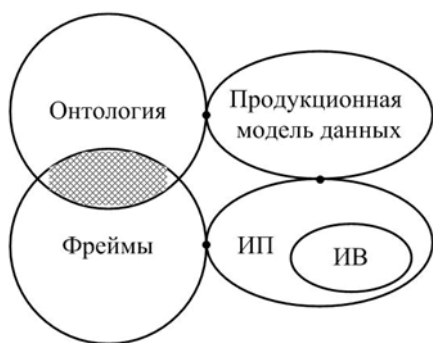 Онтология
Продукционная
модель данных
Фреймы
ИП
ИВ